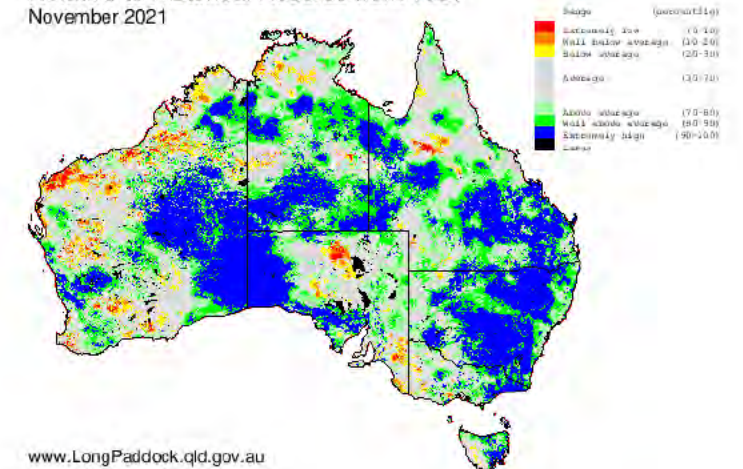 November 2021
Range (percentile)
Extremely low (0-10)
Well below average (10-20)
Below average (20-30)
Average (30-70)
Above average (70-80)
Well above average (80-90)
Extremely high (90-100)
www.LongPaddock.qld.gov.au